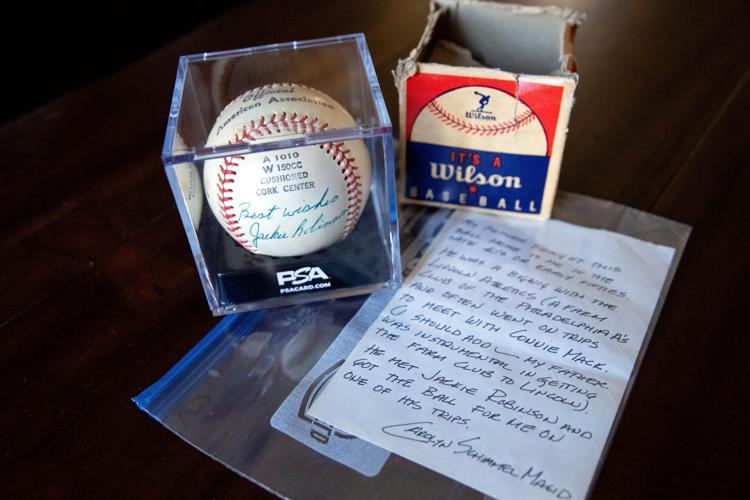 Official
American Association
A 1010
W 150CC
CUSHIONED
CORK CENTER
Best wishes
Jackie Robinson
PSA
PSACARD.COM
Wilson
IT'S A
Wilson
BASEBALL
MY BROUGHT THIS
BALL HOME TO ME IN THE
LATE 40'S OR EARLY FIFTIES.
HE WAS A BIGWIG WITH THE
LINCOLN ATHLETICS (A FARM
CLUB OF THE PHILADELPHIA A'S
AND OFTEN WENT ON TRIPS
TO MEET WITH CONNIE MACK.
(I SHOULD ADD — MY FATHER
WAS INSTRUMENTAL IN GETTING
THE FARM CLUB TO LINCOLN).
HE MET JACKIE ROBINSON AND
GOT THE BALL FOR ME ON
ONE OF HIS TRIPS.
CAROLYN SCHIMMEL MAGID